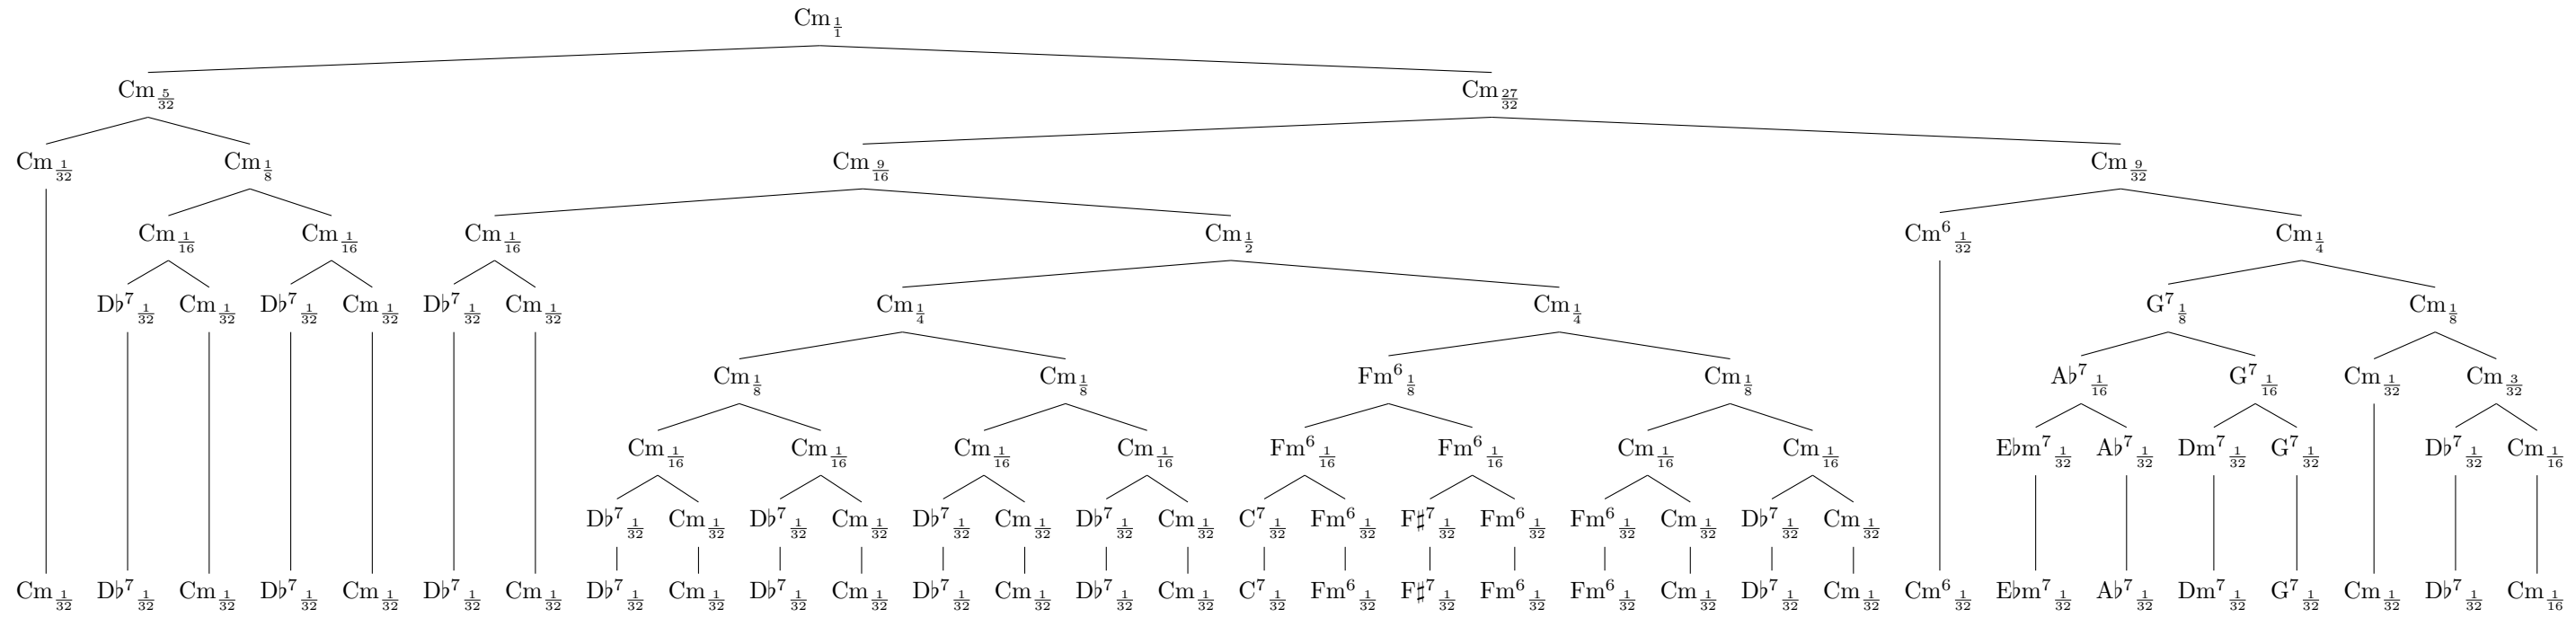 Cm 1/1
Cm 5/32 Cm 27/32
Cm 1/32 Cm 1/8 Cm 9/16 Cm 9/32
Cm 1/16 Cm 1/16 Cm 1/16 Cm 1/2 Cm⁶ 1/32 Cm 1/4
D♭⁷ 1/32 Cm 1/32 D♭⁷ 1/32 Cm 1/32 D♭⁷ 1/32 Cm 1/32 Cm 1/4 Cm 1/4 G⁷ 1/8 Cm 1/8
Cm 1/8 Cm 1/8 Fm⁶ 1/8 Cm 1/8 A♭⁷ 1/16 G⁷ 1/16 Cm 1/32 Cm 3/32
Cm 1/16 Cm 1/16 Cm 1/16 Cm 1/16 Fm⁶ 1/16 Fm⁶ 1/16 Cm 1/16 Cm 1/16 E♭m⁷ 1/32 A♭⁷ 1/32 Dm⁷ 1/32 G⁷ 1/32 D♭⁷ 1/32 Cm 1/16
D♭⁷ 1/32 Cm 1/32 D♭⁷ 1/32 Cm 1/32 D♭⁷ 1/32 Cm 1/32 D♭⁷ 1/32 Cm 1/32 C⁷ 1/32 Fm⁶ 1/32 F♯⁷ 1/32 Fm⁶ 1/32 Fm⁶ 1/32 Cm 1/32 D♭⁷ 1/32 Cm 1/32
Cm 1/32 D♭⁷ 1/32 Cm 1/32 D♭⁷ 1/32 Cm 1/32 D♭⁷ 1/32 Cm 1/32 D♭⁷ 1/32 Cm 1/32 D♭⁷ 1/32 Cm 1/32 D♭⁷ 1/32 Cm 1/32 D♭⁷ 1/32 Cm 1/32 C⁷ 1/32 Fm⁶ 1/32 F♯⁷ 1/32 Fm⁶ 1/32 Fm⁶ 1/32 Cm 1/32 D♭⁷ 1/32 Cm 1/32 Cm⁶ 1/32 E♭m⁷ 1/32 A♭⁷ 1/32 Dm⁷ 1/32 G⁷ 1/32 Cm 1/32 D♭⁷ 1/32 Cm 1/16